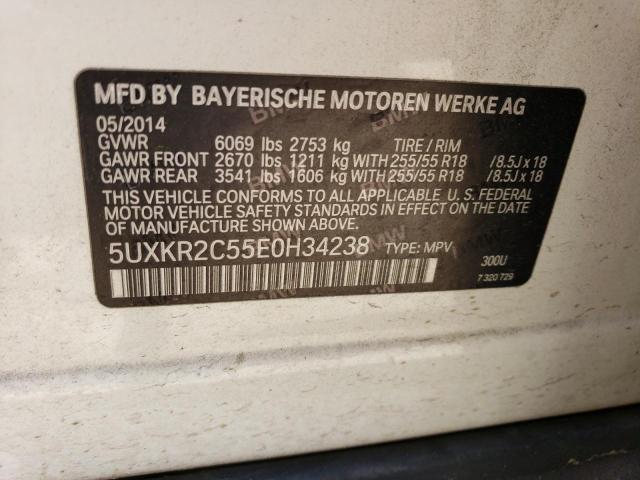 MFD BY BAYERISCHE MOTOREN WERKE AG
05/2014
GVWR 6069 lbs 2753 kg TIRE / RIM
GAWR FRONT 2670 lbs 1211 kg WITH 255/55 R18 /8.5J x 18
GAWR REAR 3541 lbs 1606 kg WITH 255/55 R18 /8.5J x 18
THIS VEHICLE CONFORMS TO ALL APPLICABLE U. S. FEDERAL
MOTOR VEHICLE SAFETY STANDARDS IN EFFECT ON THE DATE
OF MANUFACTURE SHOWN ABOVE.
5UXKR2C55E0H34238 TYPE: MPV 300U
7 320 729